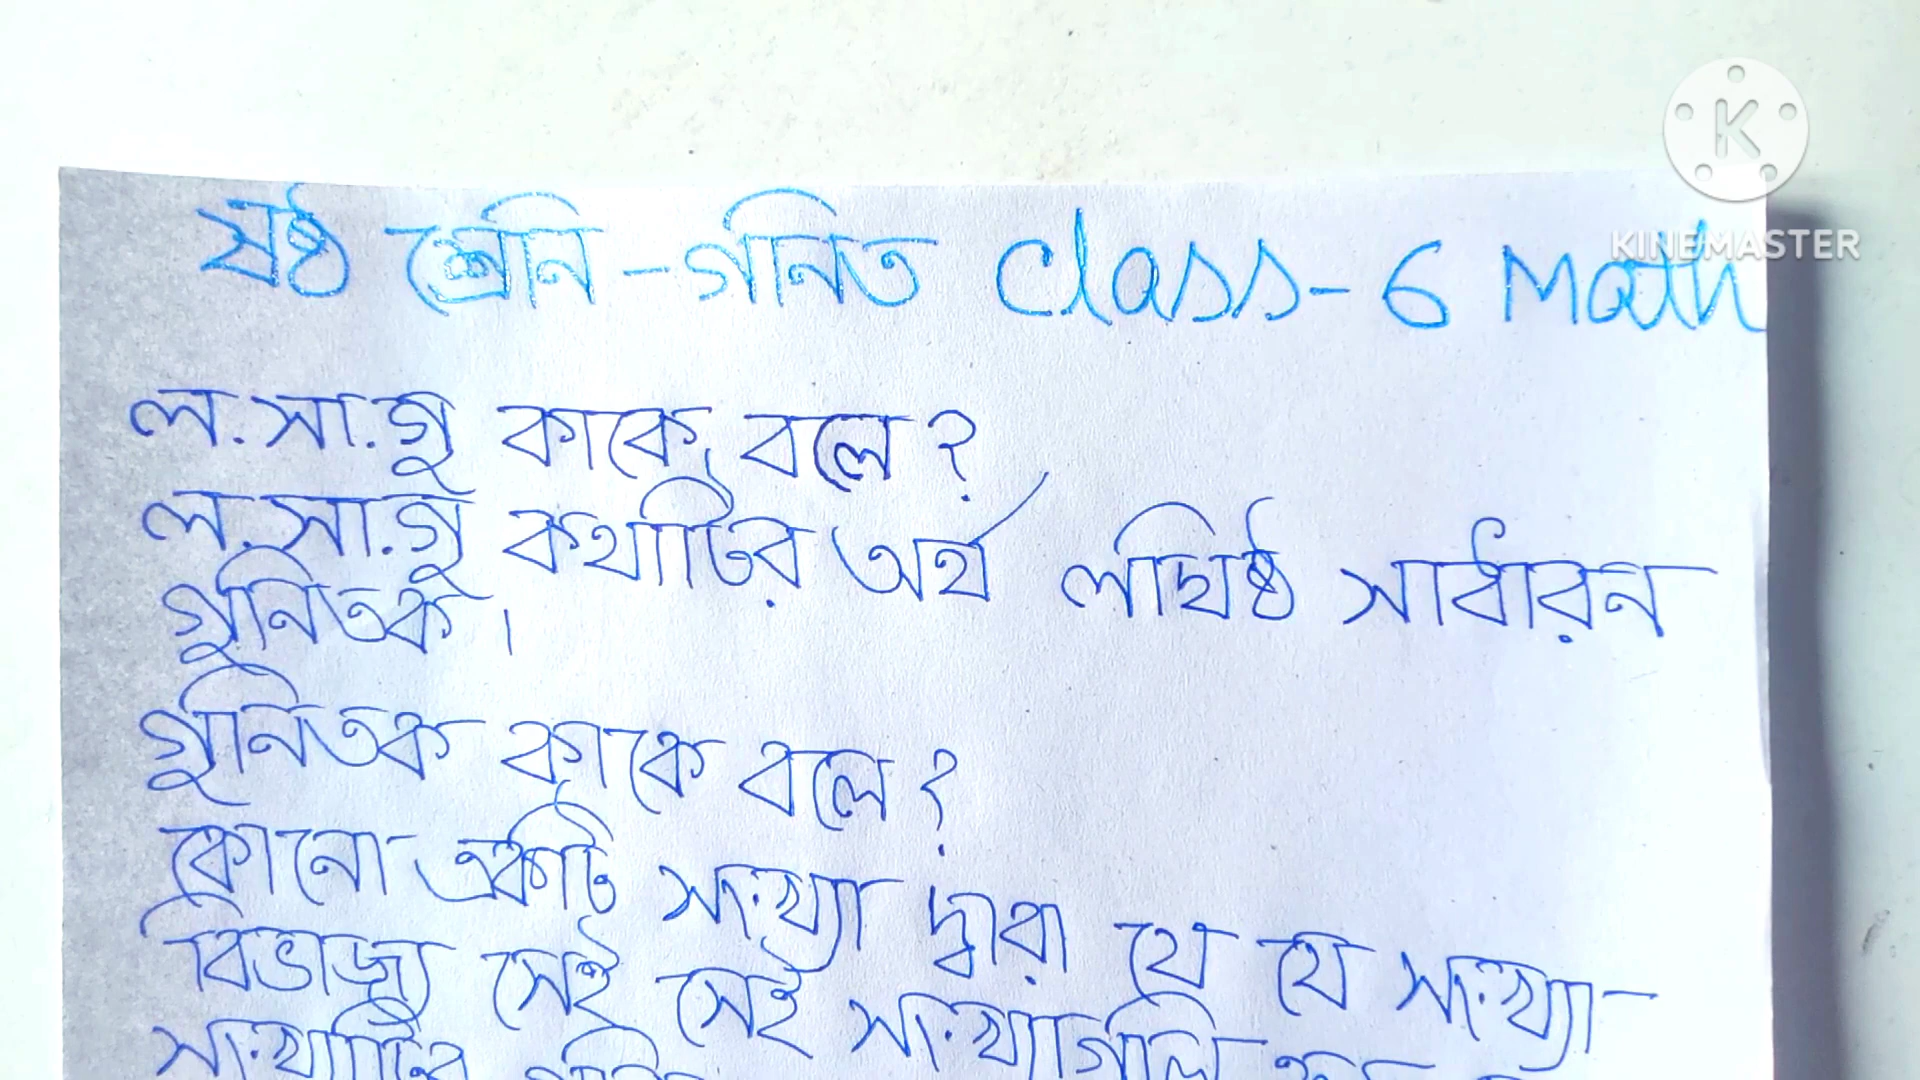 KINEMASTER
ষষ্ঠ শ্রেনি - গনিত Class - 6 Math
ল.সা.গু কাকে বলে?
ল.সা.গু কথাটির অর্থ লঘিষ্ঠ সাধারন
গুনিতক।
গুনিতক কাকে বলে?
কোনো একটি সংখ্যা দ্বারা যে যে সংখ্যা
বিভাজ্য সেই সেই সংখ্যাগুলি
সংখ্যাটির